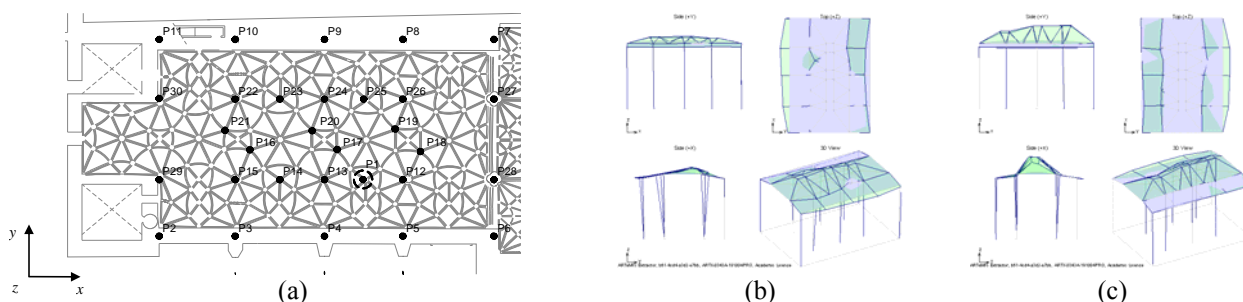 P11 P10 P9 P8 P7
P30 P22 P23 P24 P25 P26 P27
P21 P20 P19
P16 P17 P18
P29 P15 P14 P13 P1 P12 P28
P2 P3 P4 P5 P6
y
z x
(a)
Side (+Y) Top (+Z)
Side (+X) 3D View
(b)
Side (+Y) Top (+Z)
Side (+X) 3D View
(c)